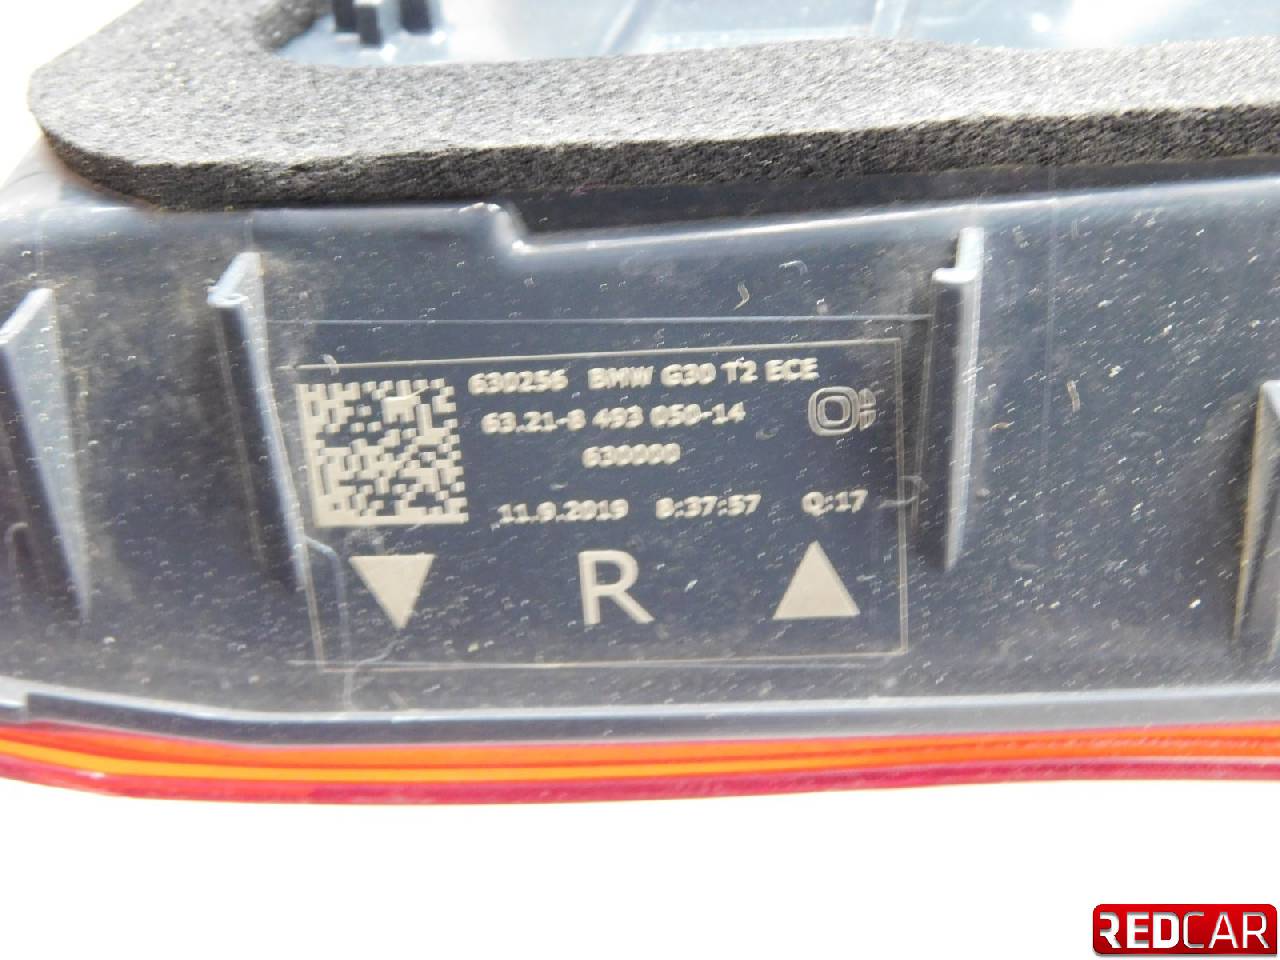 630256 BMW G30 T2 ECE
63.21-8 493 050-14
630000
11.9.2019 8:37:57 Q:17
R
REDCAR